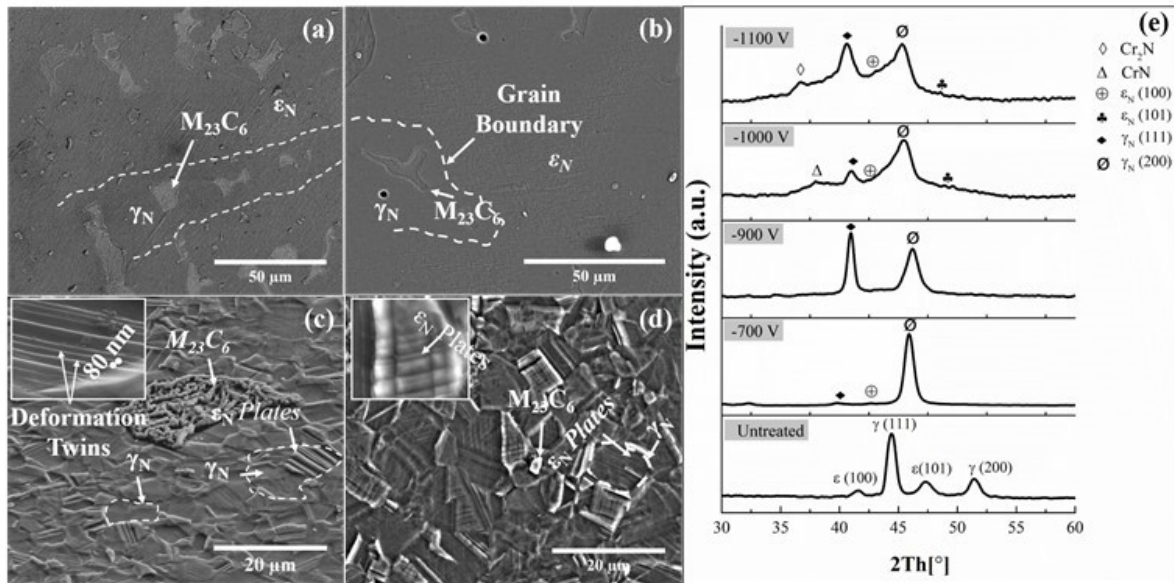 (a)
εN
M23C6
γN
50 µm
(b)
Grain
Boundary
εN
γN
M23C6
50 µm
(c)
M23C6
80 nm
Deformation
Twins
εN Plates
γN
γN
20 µm
(d)
εN Plates
M23C6
εN Plates
γN
20 µm
(e)
Intensity (a.u.)
-1100 V
◆
⊕
Ø
◊
♣
◊ Cr2N
Δ CrN
⊕ εN (100)
♣ εN (101)
◆ γN (111)
Ø γN (200)
-1000 V
Δ
◆
⊕
Ø
♣
-900 V
◆
Ø
-700 V
◆
⊕
Ø
Untreated
γ (111)
ε (100)
ε(101)
γ (200)
30 35 40 45 50 55 60
2Th[°]